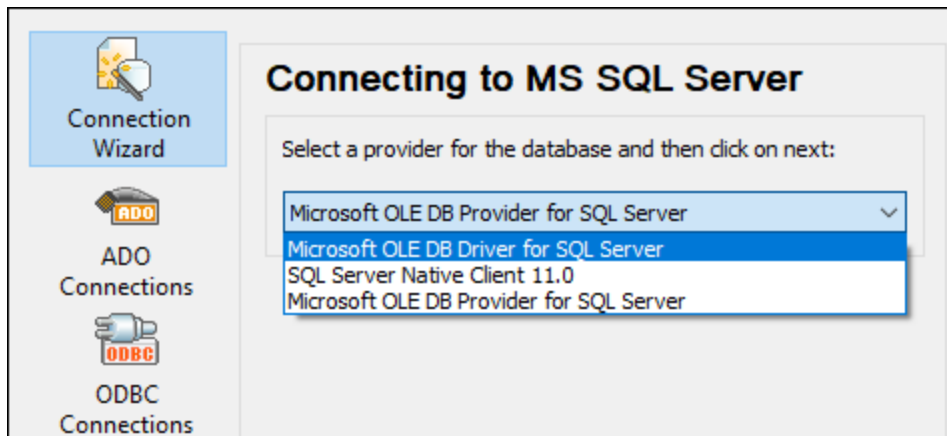 Connection
Wizard
ADO
ADO
Connections
ODBC
ODBC
Connections
Connecting to MS SQL Server
Select a provider for the database and then click on next:
Microsoft OLE DB Provider for SQL Server
Microsoft OLE DB Driver for SQL Server
SQL Server Native Client 11.0
Microsoft OLE DB Provider for SQL Server